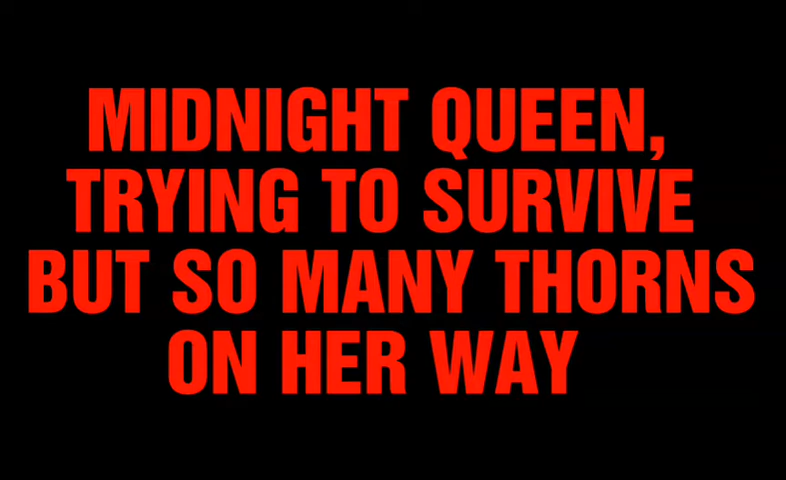 MIDNIGHT QUEEN,
TRYING TO SURVIVE
BUT SO MANY THORNS
ON HER WAY